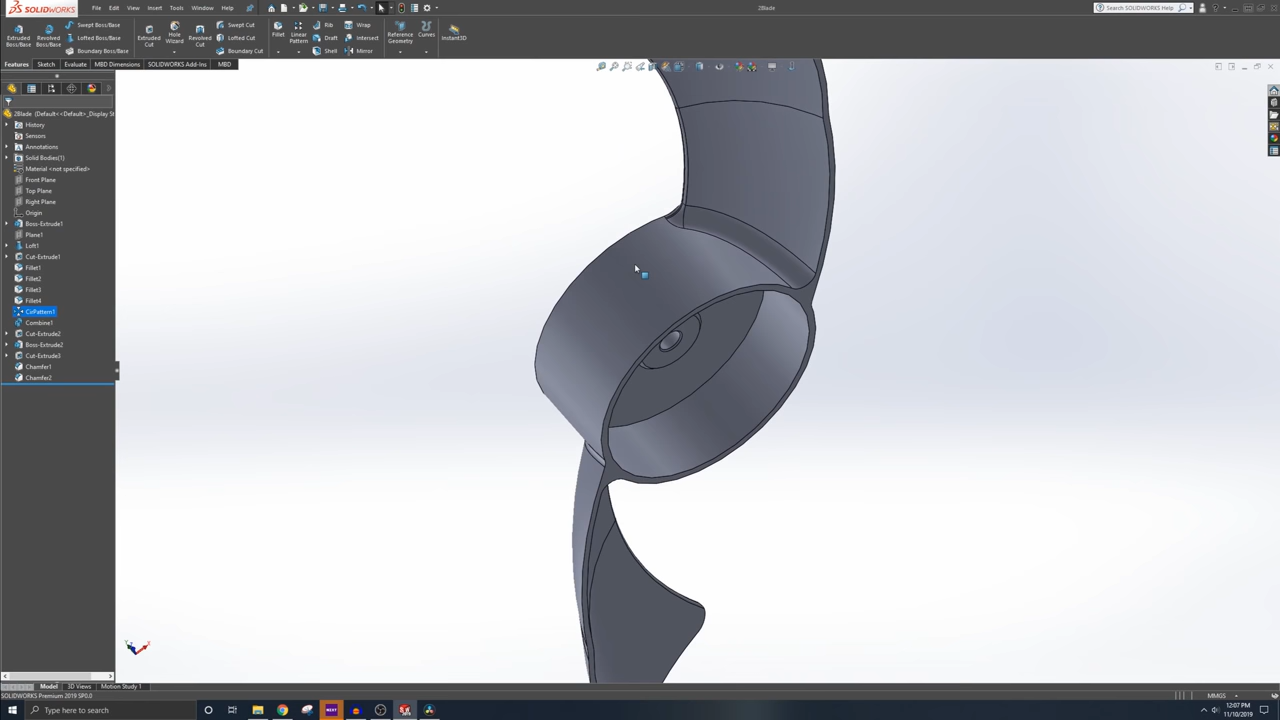 SOLIDWORKS
File Edit View Insert Tools Window Help
2Blade
Search SOLIDWORKS Help
Extruded Boss/Base
Revolved Boss/Base
Swept Boss/Base
Lofted Boss/Base
Boundary Boss/Base
Extruded Cut
Hole Wizard
Revolved Cut
Swept Cut
Lofted Cut
Boundary Cut
Fillet
Linear Pattern
Rib
Draft
Shell
Wrap
Intersect
Mirror
Reference Geometry
Curves
Instant3D
Features Sketch Evaluate MBD Dimensions SOLIDWORKS Add-Ins MBD
2Blade (Default<<Default>_Display St
History
Sensors
Annotations
Solid Bodies(1)
Material <not specified>
Front Plane
Top Plane
Right Plane
Origin
Boss-Extrude1
Plane1
Loft1
Cut-Extrude1
Fillet1
Fillet2
Fillet3
Fillet4
CirPattern1
Combine1
Cut-Extrude2
Boss-Extrude2
Cut-Extrude3
Chamfer1
Chamfer2
Model 3D Views Motion Study 1
SOLIDWORKS Premium 2019 SP0.0
MMGS
Type here to search
NEXT
12:07 PM
11/10/2019